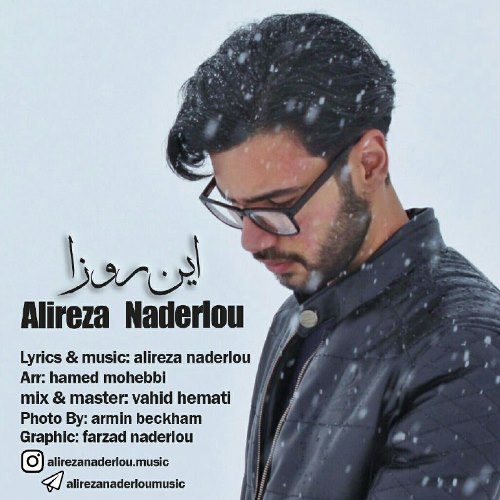 این روزا
Alireza Naderlou
Lyrics & music: alireza naderlou
Arr: hamed mohebbi
mix & master: vahid hemati
Photo By: armin beckham
Graphic: farzad naderlou
alirezanaderlou.music
alirezanaderloumusic